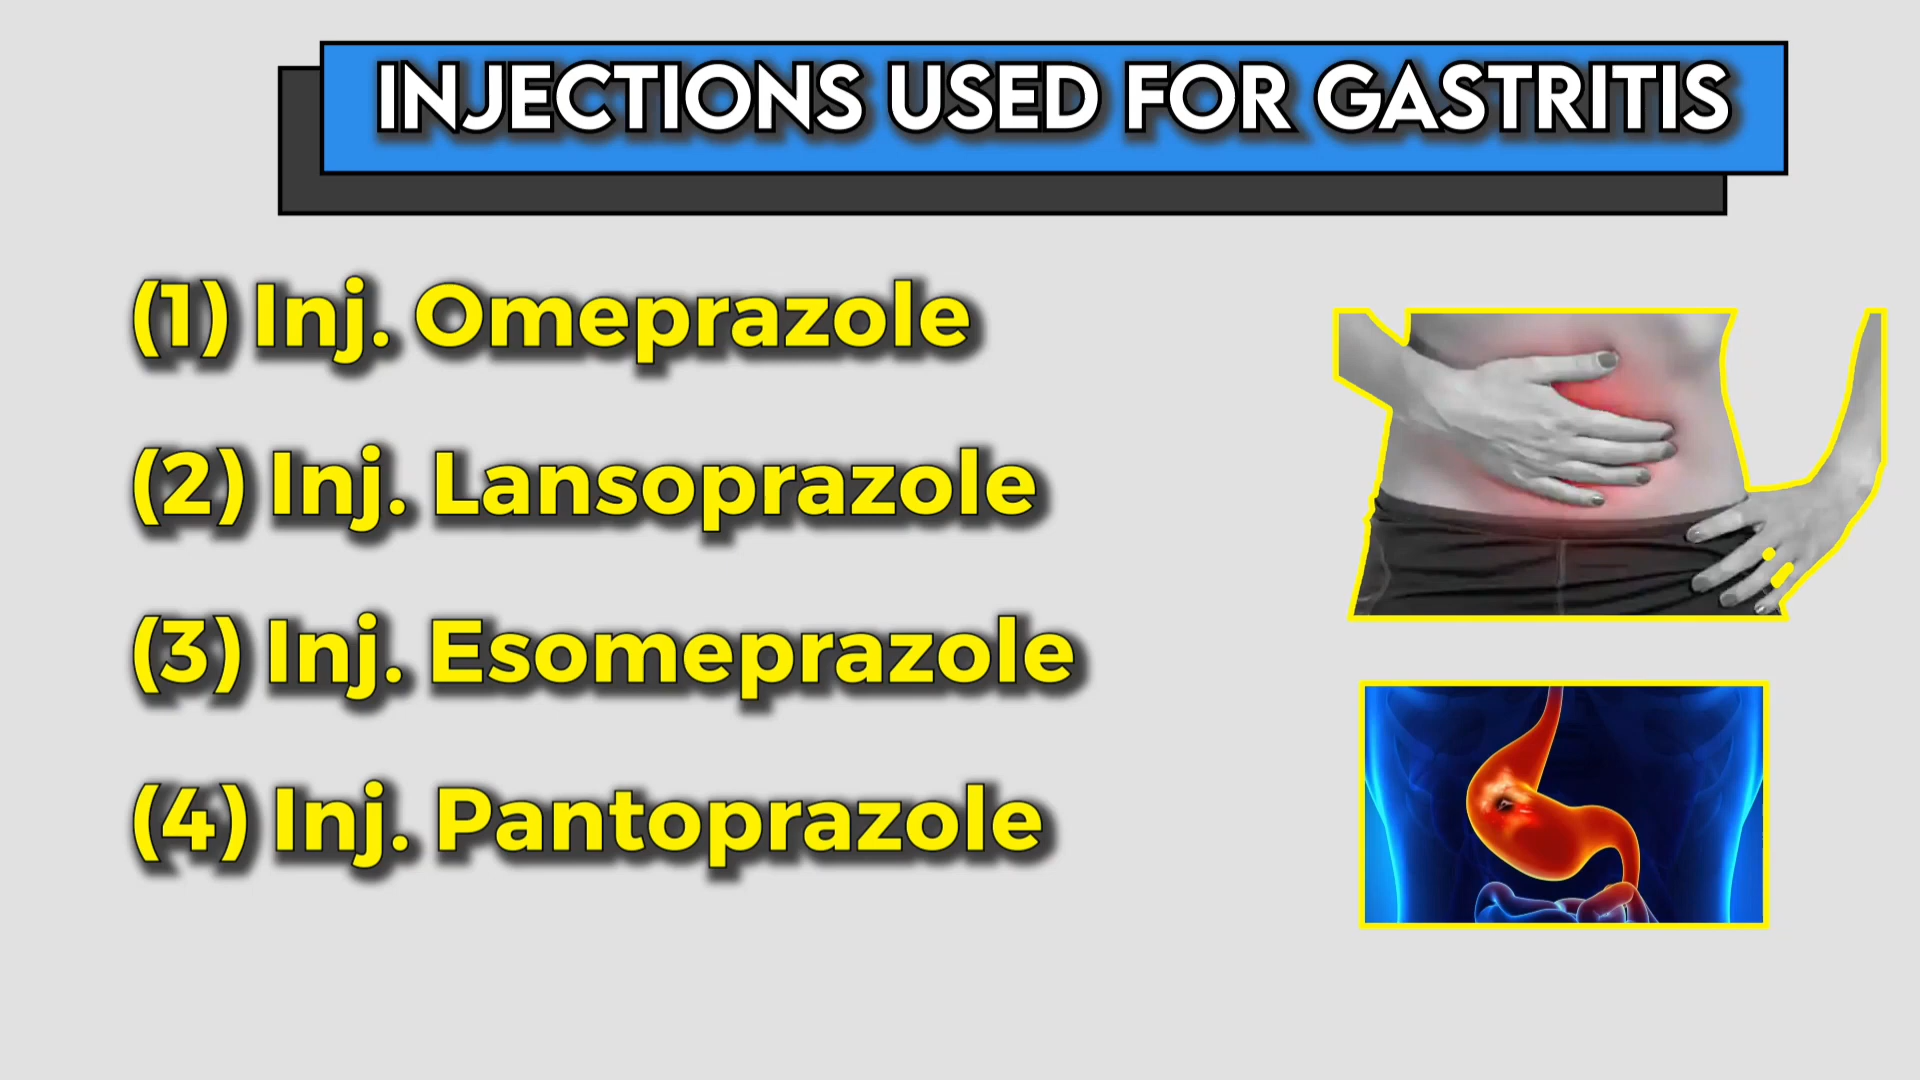 INJECTIONS USED FOR GASTRITIS
(1) Inj. Omeprazole
(2) Inj. Lansoprazole
(3) Inj. Esomeprazole
(4) Inj. Pantoprazole